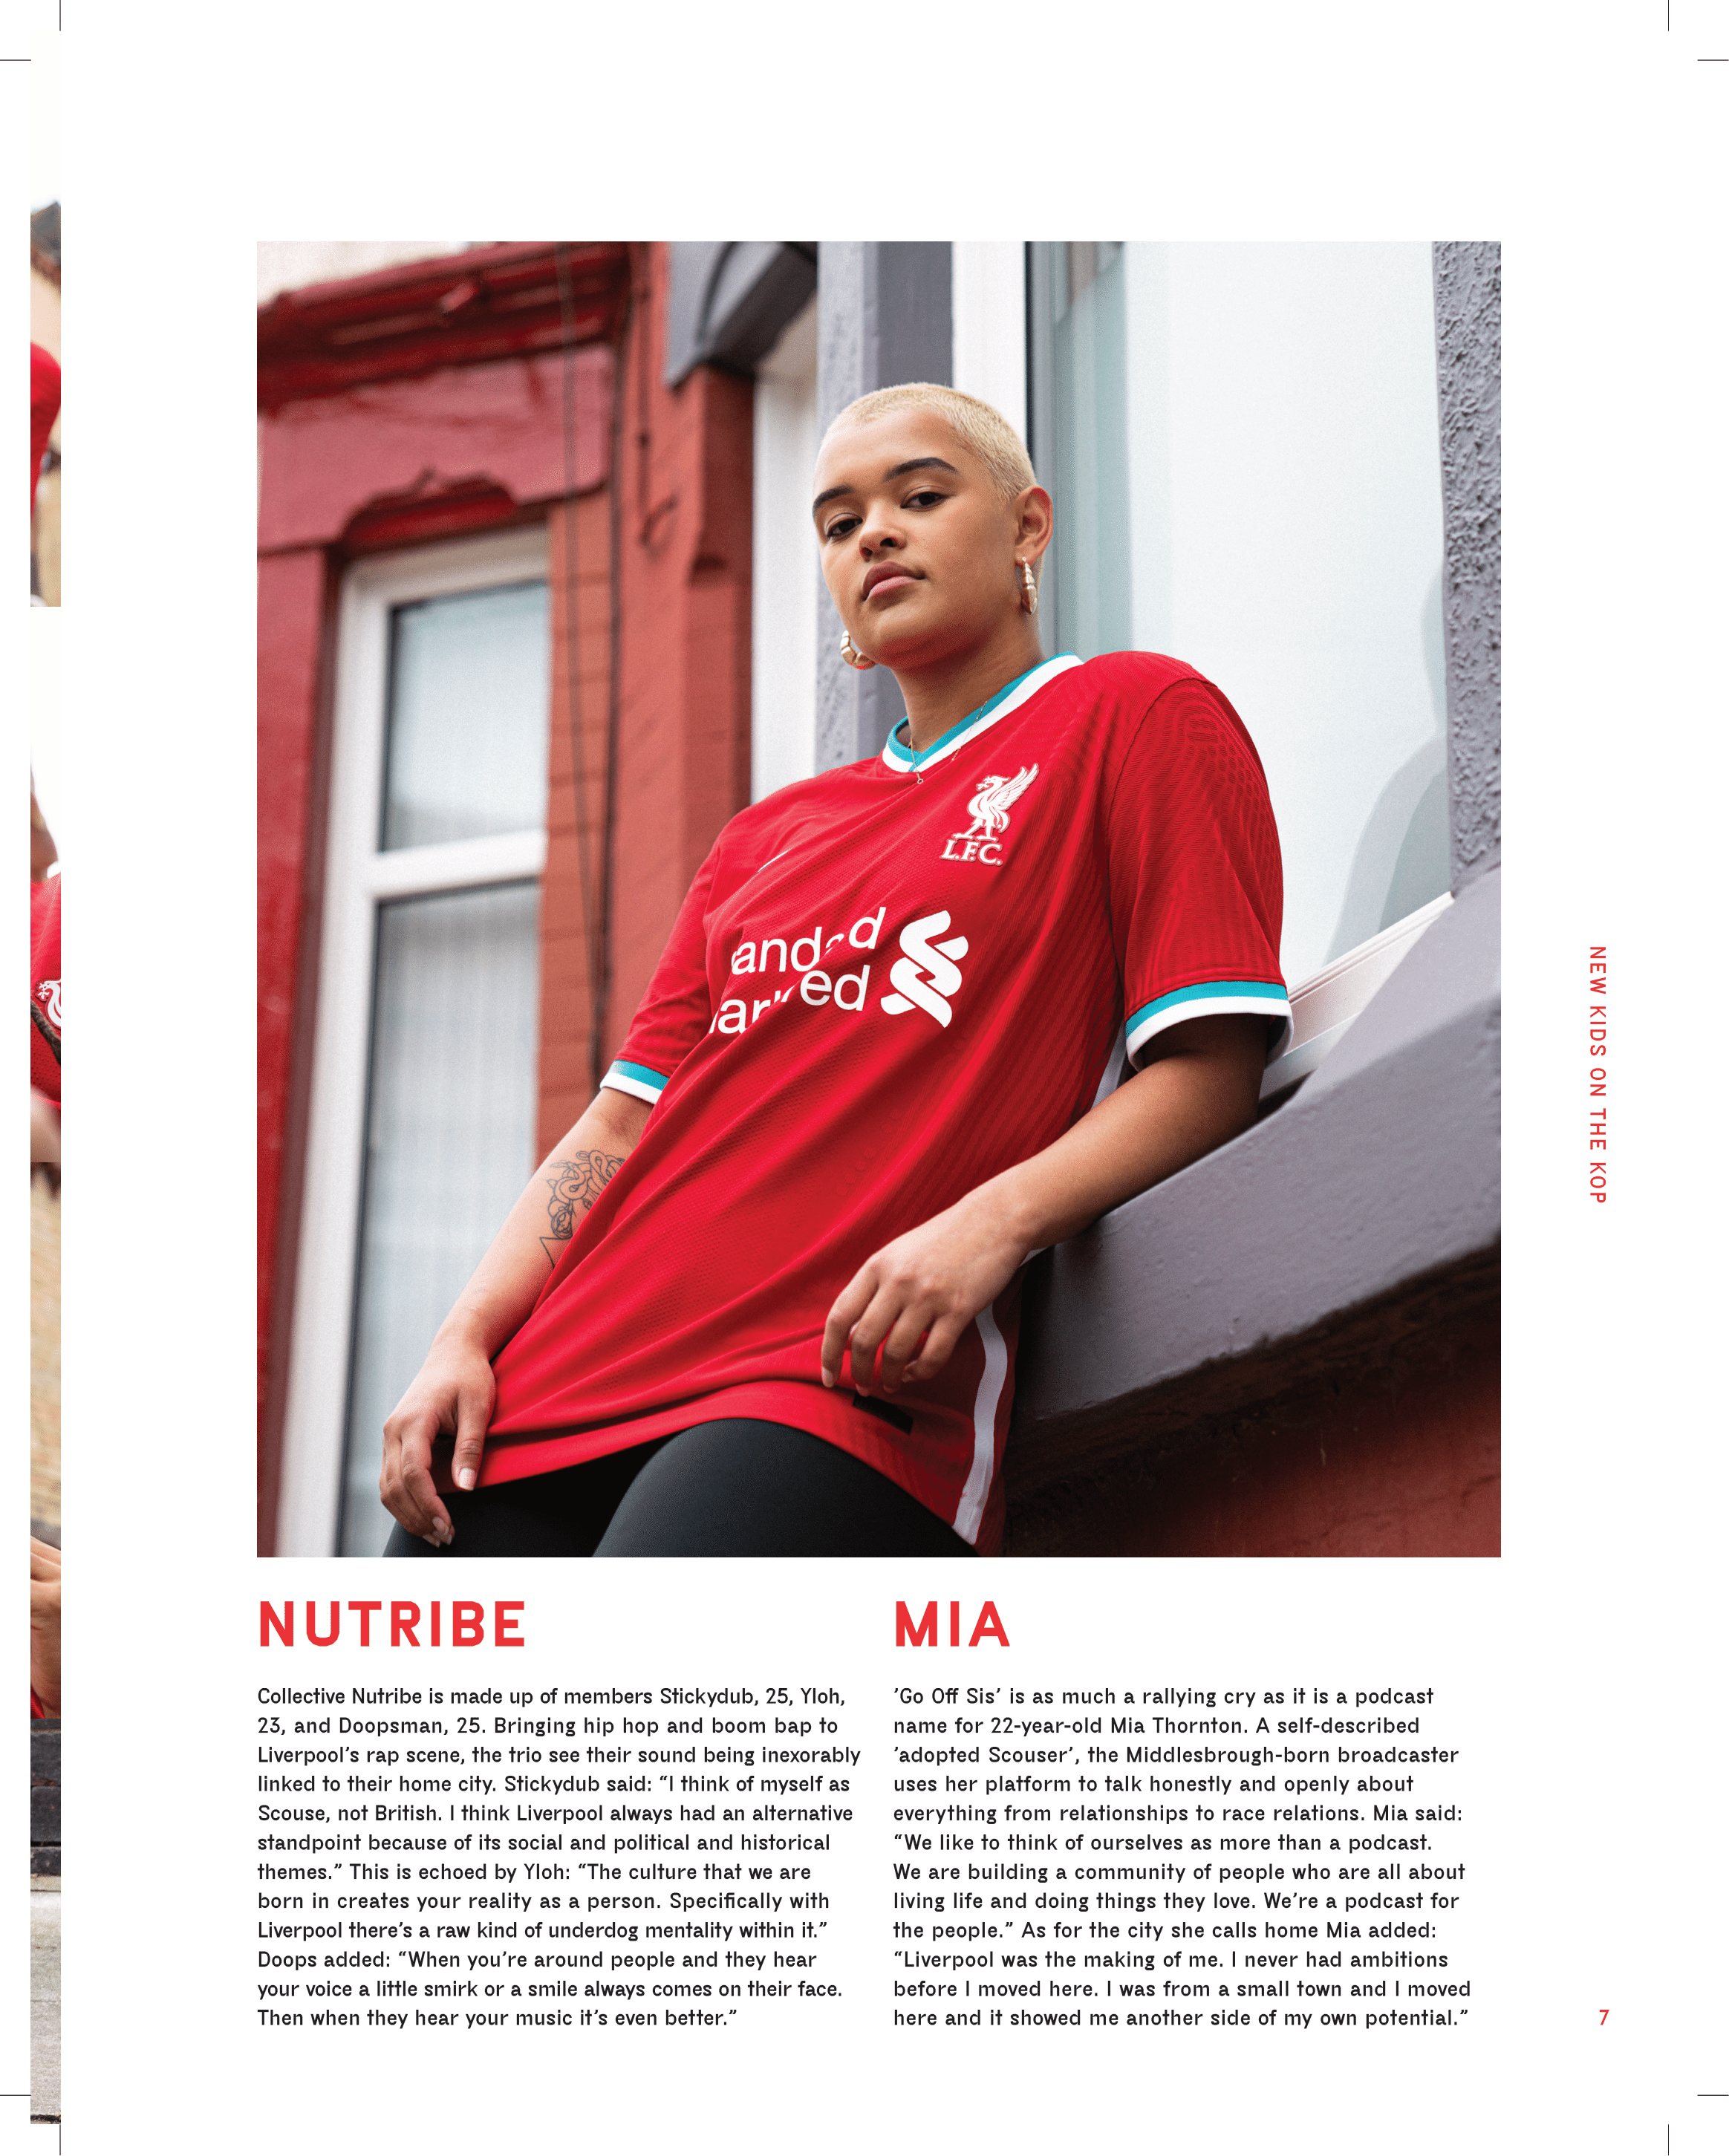 L.F.C.
NEW KIDS ON THE KOP
NUTRIBE
Collective Nutribe is made up of members Stickydub, 25, Yloh,
23, and Doopsman, 25. Bringing hip hop and boom bap to
Liverpool’s rap scene, the trio see their sound being inexorably
linked to their home city. Stickydub said: “I think of myself as
Scouse, not British. I think Liverpool always had an alternative
standpoint because of its social and political and historical
themes.” This is echoed by Yloh: “The culture that we are
born in creates your reality as a person. Specifically with
Liverpool there’s a raw kind of underdog mentality within it.”
Doops added: “When you’re around people and they hear
your voice a little smirk or a smile always comes on their face.
Then when they hear your music it’s even better.”
MIA
’Go Off Sis’ is as much a rallying cry as it is a podcast
name for 22-year-old Mia Thornton. A self-described
’adopted Scouser’, the Middlesbrough-born broadcaster
uses her platform to talk honestly and openly about
everything from relationships to race relations. Mia said:
“We like to think of ourselves as more than a podcast.
We are building a community of people who are all about
living life and doing things they love. We’re a podcast for
the people.” As for the city she calls home Mia added:
“Liverpool was the making of me. I never had ambitions
before I moved here. I was from a small town and I moved
here and it showed me another side of my own potential.”
7